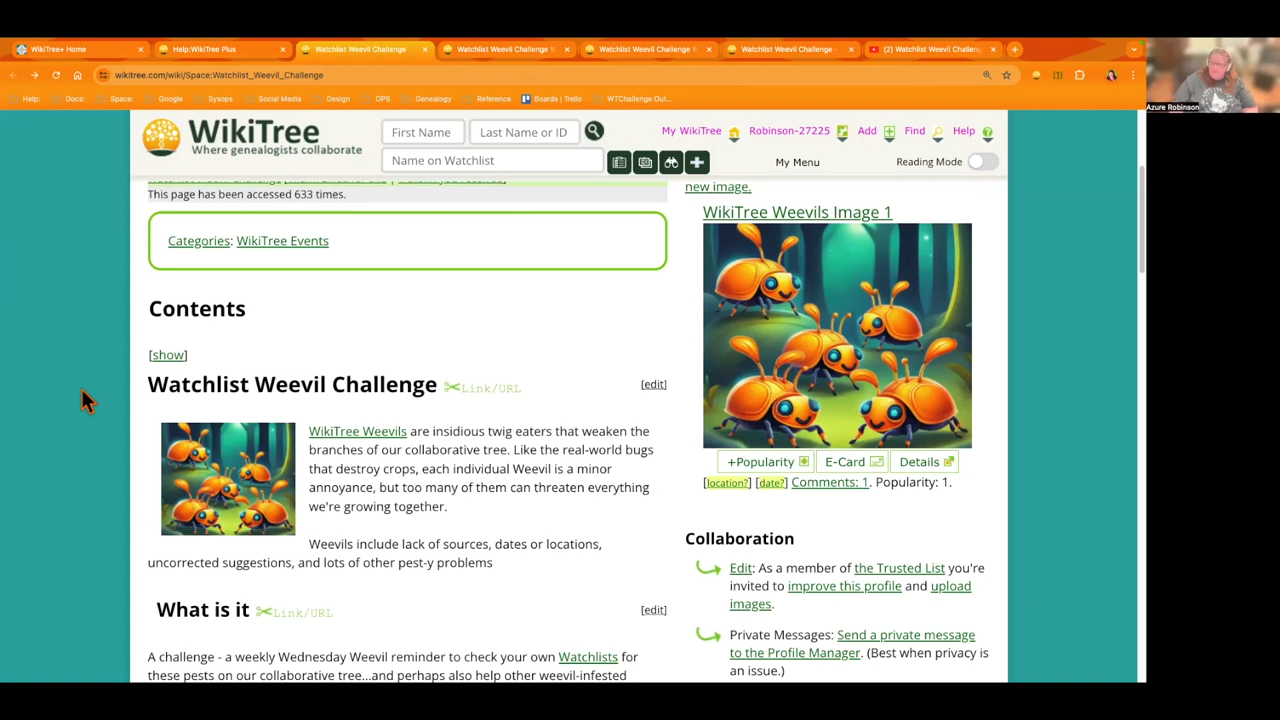 WikiTree+ Home
Help:WikiTree Plus
Watchlist Weevil Challenge
Watchlist Weevil Challenge
Watchlist Weevil Challenge
Watchlist Weevil Challenge -
(2) Watchlist Weevil Challeng
wikitree.com/wiki/Space:Watchlist_Weevil_Challenge
Help: Docs: Space: Google Sysops Social Media Design OPS Genealogy Reference Boards | Trello WTChallenge Out...
Azure Robinson
WikiTree
Where genealogists collaborate
First Name Last Name or ID
Name on Watchlist
My WikiTree Robinson-27225 Add Find Help
My Menu Reading Mode
This page has been accessed 633 times.
Categories: WikiTree Events
Contents
[show]
Watchlist Weevil Challenge Link/URL [edit]
WikiTree Weevils are insidious twig eaters that weaken the
branches of our collaborative tree. Like the real-world bugs
that destroy crops, each individual Weevil is a minor
annoyance, but too many of them can threaten everything
we're growing together.
Weevils include lack of sources, dates or locations,
uncorrected suggestions, and lots of other pest-y problems
What is it Link/URL [edit]
A challenge - a weekly Wednesday Weevil reminder to check your own Watchlists for
these pests on our collaborative tree...and perhaps also help other weevil-infested
new image.
WikiTree Weevils Image 1
+Popularity E-Card Details
[location?] [date?] Comments: 1. Popularity: 1.
Collaboration
Edit: As a member of the Trusted List you're
invited to improve this profile and upload
images.
Private Messages: Send a private message
to the Profile Manager. (Best when privacy is
an issue.)